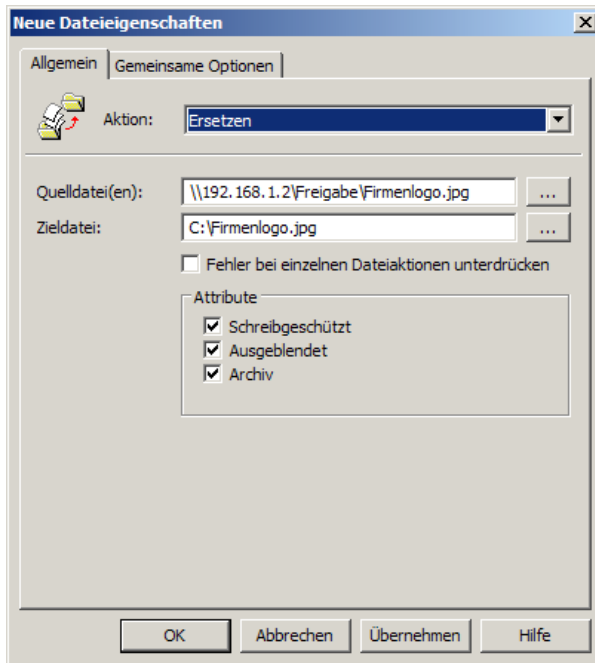 Neue Dateieigenschaften
Allgemein Gemeinsame Optionen
Aktion: Ersetzen
Quelldatei(en): \\192.168.1.2\Freigabe\Firmenlogo.jpg ...
Zieldatei: C:\Firmenlogo.jpg ...
Fehler bei einzelnen Dateiaktionen unterdrücken
Attribute
Schreibgeschützt
Ausgeblendet
Archiv
OK Abbrechen Übernehmen Hilfe